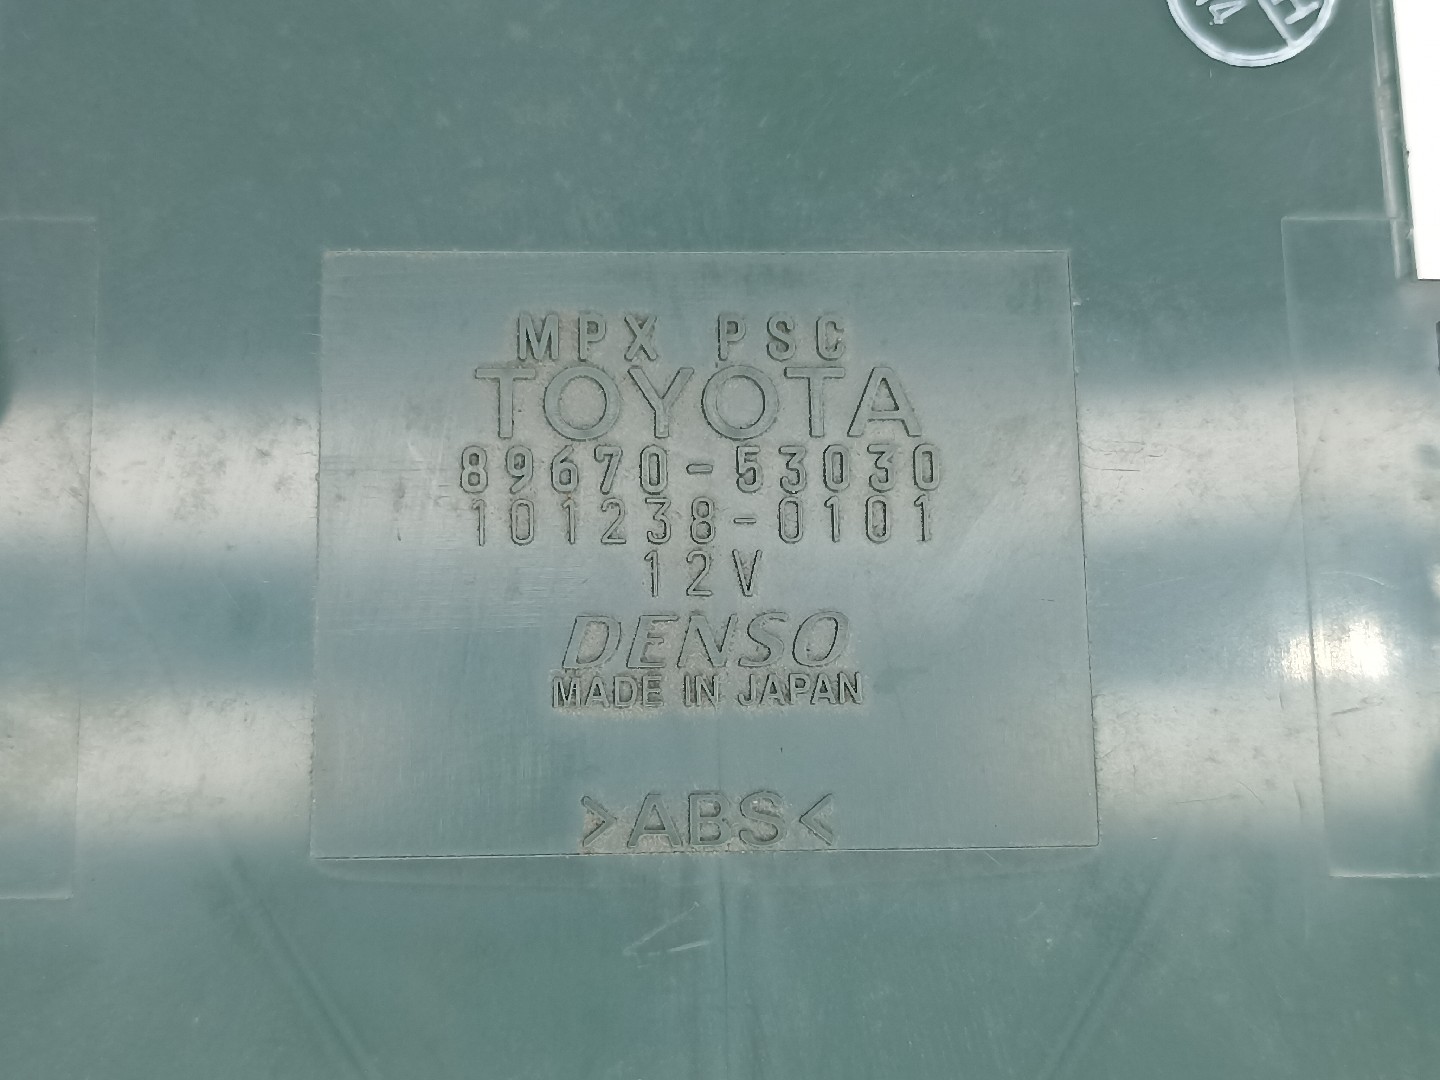 MPX PSC
TOYOTA
89670-53030
101238-0101
12V
DENSO
MADE IN JAPAN
>ABS<